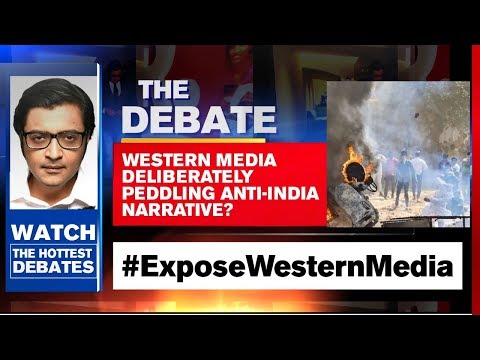 THE
DEBATE
WESTERN MEDIA
DELIBERATELY
PEDDLING ANTI-INDIA
NARRATIVE?
WATCH
THE HOTTEST
DEBATES
#ExposeWesternMedia